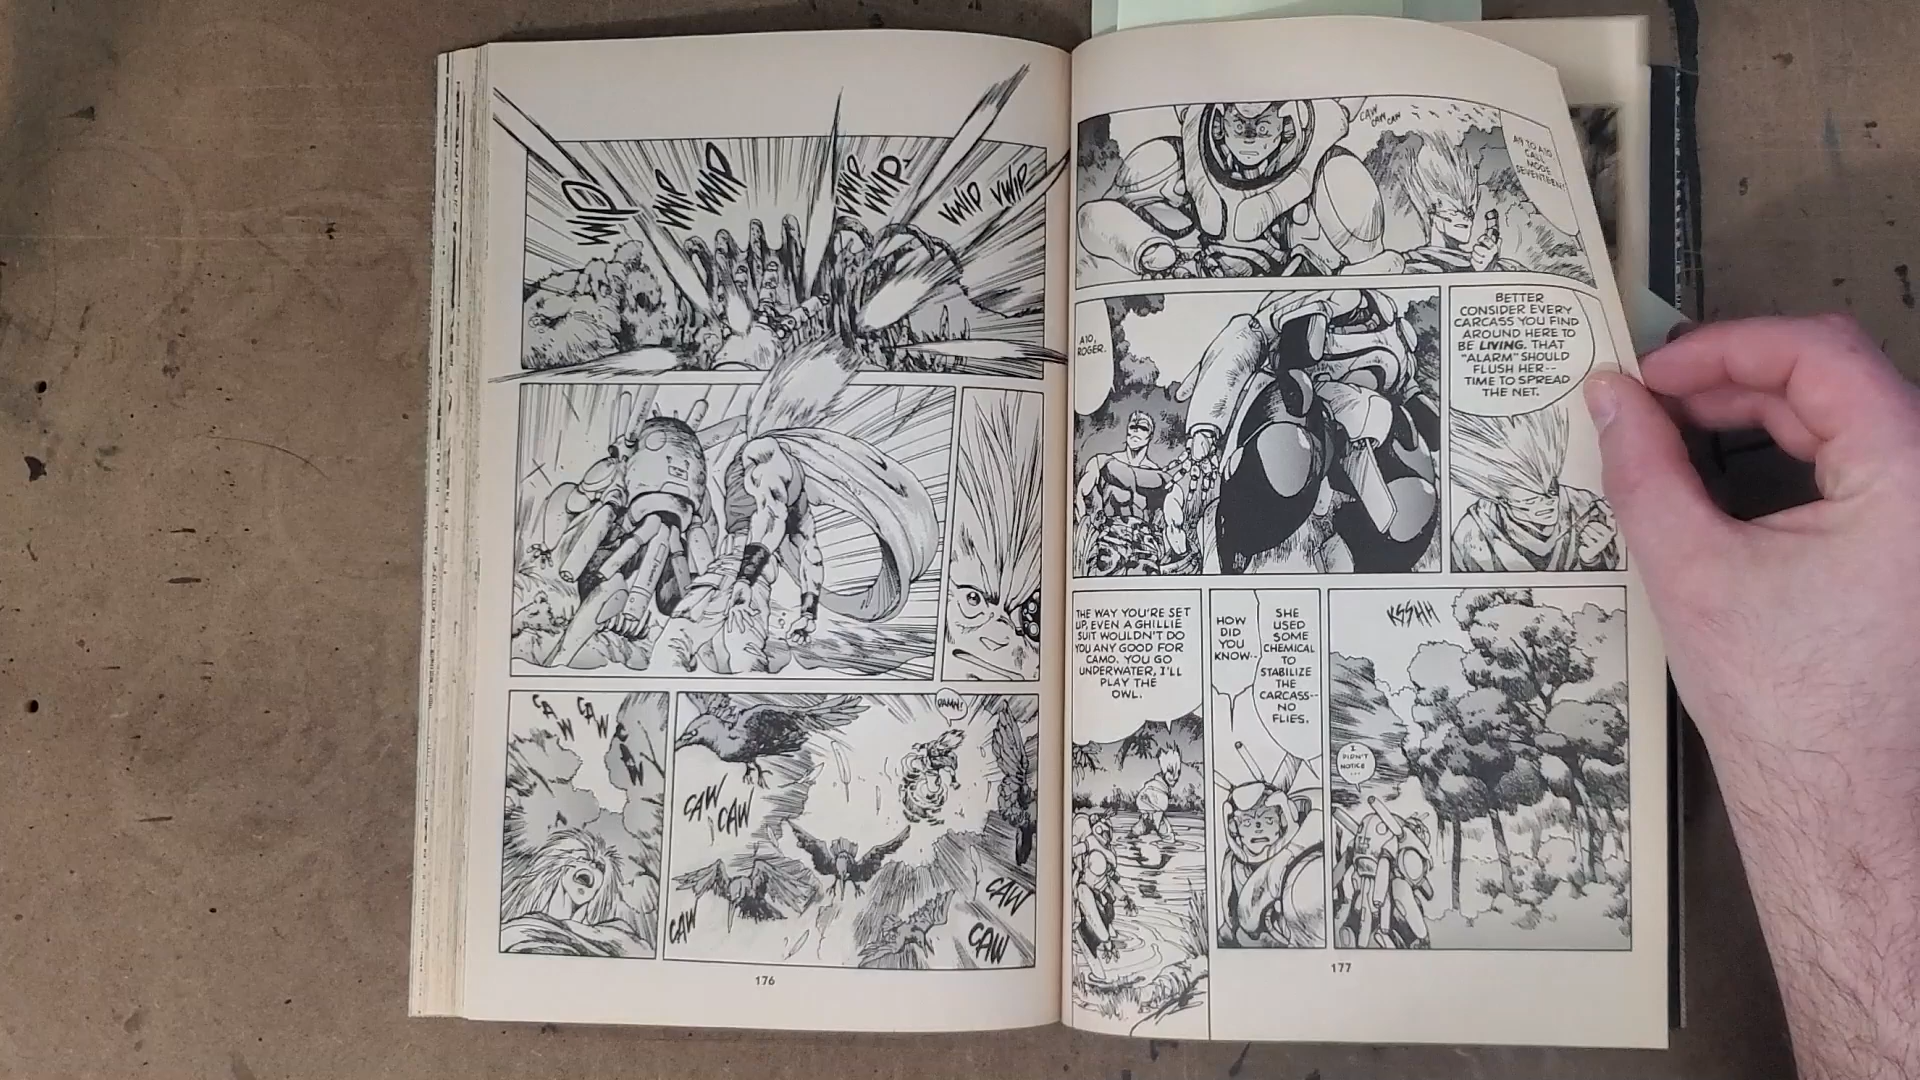 VWIP
VWIP
VWIP
VWIP
VWIP
VWIP
VWIP
CAW
CAW
CAW
DAMN!
CAW
CAW
CAW
CAW
CAW
176
CAW
CAW
CAW
A9 TO A10.
CALL
MODE
SEVENTEEN!
A10,
ROGER.
BETTER
CONSIDER EVERY
CARCASS YOU FIND
AROUND HERE TO
BE LIVING. THAT
"ALARM" SHOULD
FLUSH HER--
TIME TO SPREAD
THE NET.
THE WAY YOU'RE SET
UP, EVEN A GHILLIE
SUIT WOULDN'T DO
YOU ANY GOOD FOR
CAMO. YOU GO
UNDERWATER, I'LL
PLAY THE
OWL.
HOW
DID
YOU
KNOW--
SHE
USED
SOME
CHEMICAL
TO
STABILIZE
THE
CARCASS--
NO
FLIES.
KSSHH
I
DIDN'T
NOTICE
...
177